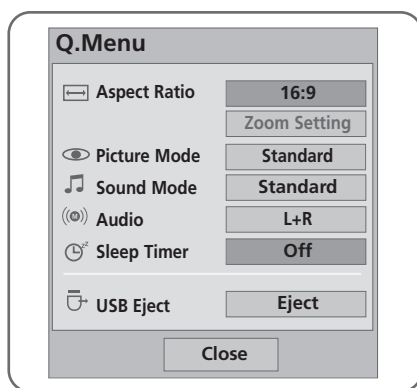 Q.Menu
Aspect Ratio 16:9
Zoom Setting
Picture Mode Standard
Sound Mode Standard
Audio L+R
Sleep Timer Off
USB Eject Eject
Close